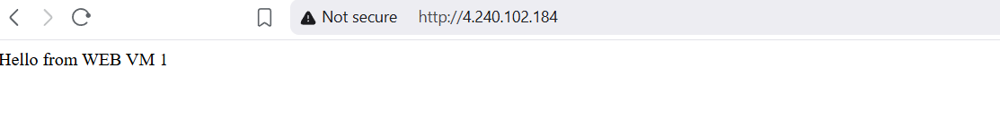 Not secure http://4.240.102.184
Hello from WEB VM 1